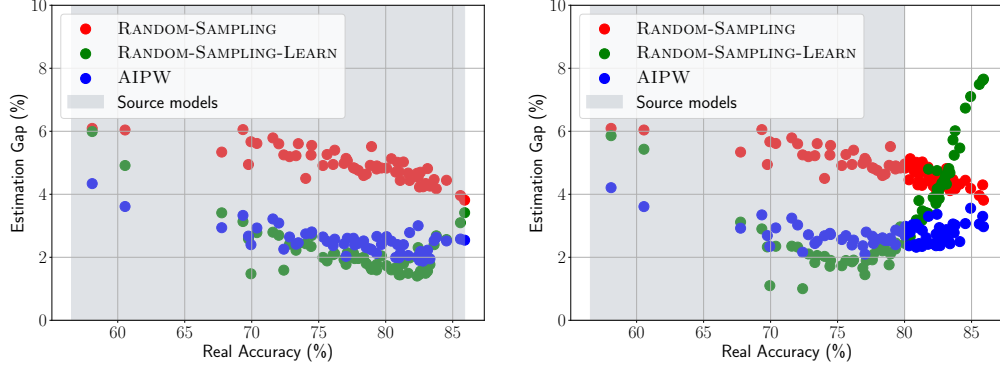 10
8
6
4
2
0
Estimation Gap (%)
RANDOM-SAMPLING
RANDOM-SAMPLING-LEARN
AIPW
Source models
60 65 70 75 80 85
Real Accuracy (%)
10
8
6
4
2
0
Estimation Gap (%)
RANDOM-SAMPLING
RANDOM-SAMPLING-LEARN
AIPW
Source models
60 65 70 75 80 85
Real Accuracy (%)